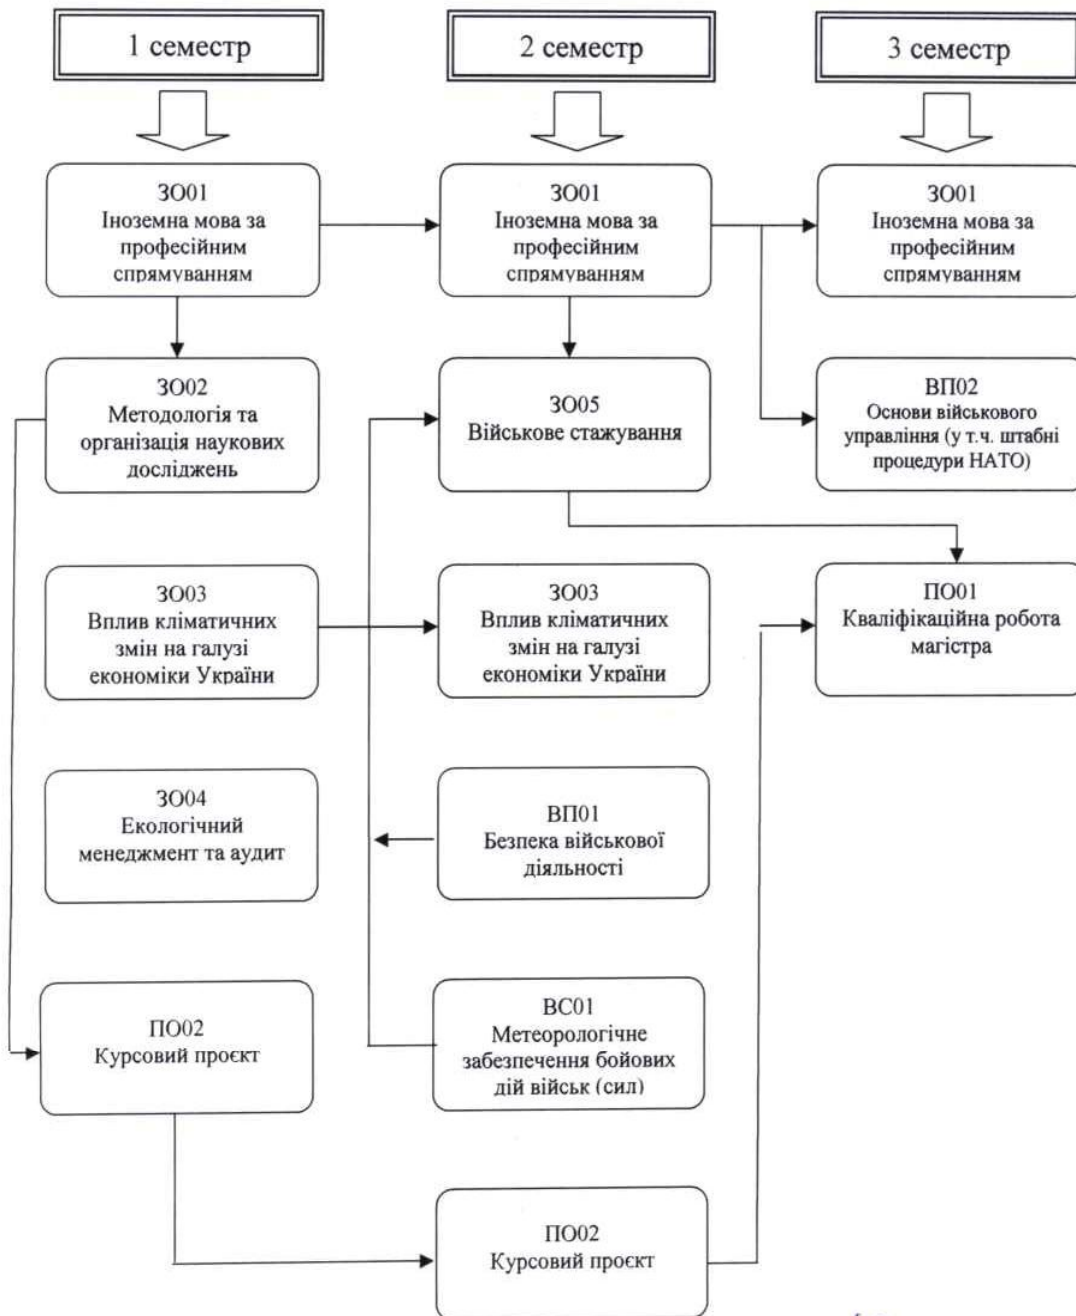 1 семестр
2 семестр
3 семестр
ЗО01
Іноземна мова за
професійним
спрямуванням
ЗО01
Іноземна мова за
професійним
спрямуванням
ЗО01
Іноземна мова за
професійним
спрямуванням
ЗО02
Методологія та
організація наукових
досліджень
ЗО05
Військове стажування
ВП02
Основи військового
управління (у т.ч. штабні
процедури НАТО)
ЗО03
Вплив кліматичних
змін на галузі
економіки України
ЗО03
Вплив кліматичних
змін на галузі
економіки України
ПО01
Кваліфікаційна робота
магістра
ЗО04
Екологічний
менеджмент та аудит
ВП01
Безпека військової
діяльності
ПО02
Курсовий проєкт
ВС01
Метеорологічне
забезпечення бойових
дій військ (сил)
ПО02
Курсовий проєкт